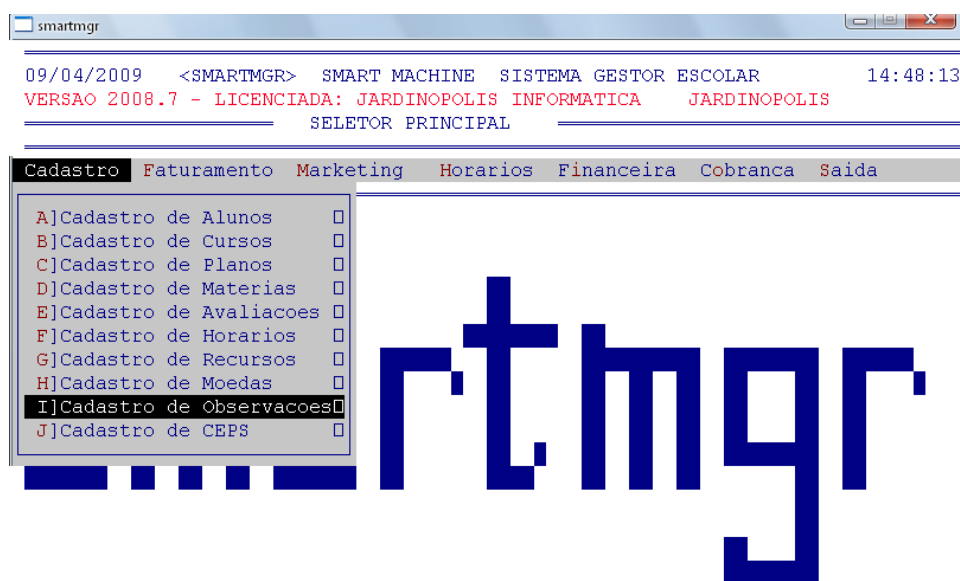 smartmgr
09/04/2009 <SMARTMGR> SMART MACHINE SISTEMA GESTOR ESCOLAR 14:48:13
VERSAO 2008.7 - LICENCIADA: JARDINOPOLIS INFORMATICA JARDINOPOLIS
SELETOR PRINCIPAL
Cadastro Faturamento Marketing Horarios Financeira Cobranca Saida
A]Cadastro de Alunos
B]Cadastro de Cursos
C]Cadastro de Planos
D]Cadastro de Materias
E]Cadastro de Avaliacoes
F]Cadastro de Horarios
G]Cadastro de Recursos
H]Cadastro de Moedas
I]Cadastro de Observacoes
J]Cadastro de CEPS
rtmgr